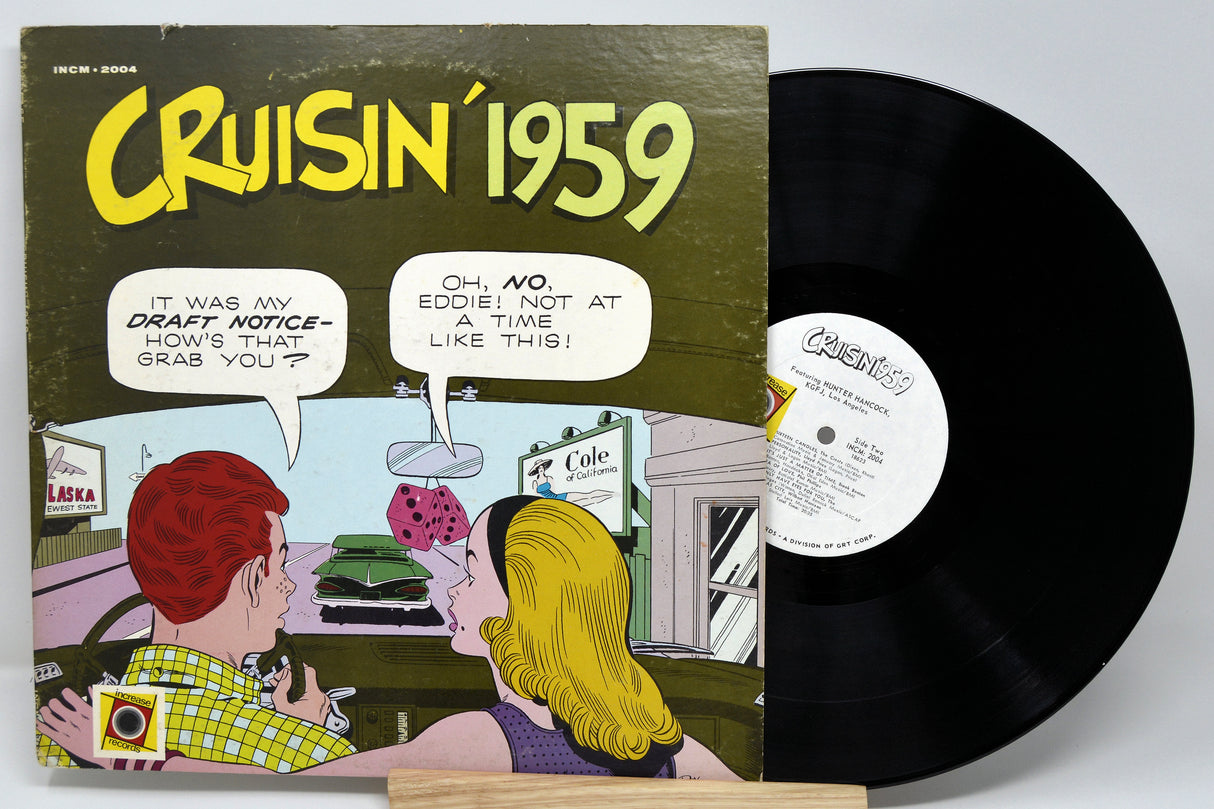 INCM • 2004
CRUISIN' 1959
IT WAS MY
DRAFT NOTICE-
HOW'S THAT
GRAB YOU?
OH, NO,
EDDIE! NOT AT
A TIME
LIKE THIS!
LASKA
EWEST STATE
Cole
of California
increase
records
CRUISIN' 1959
Featuring HUNTER HANCOCK,
KGFJ, Los Angeles
crease
Side Two
INCM: 2004
18623
RDS - A DIVISION OF GRT CORP.